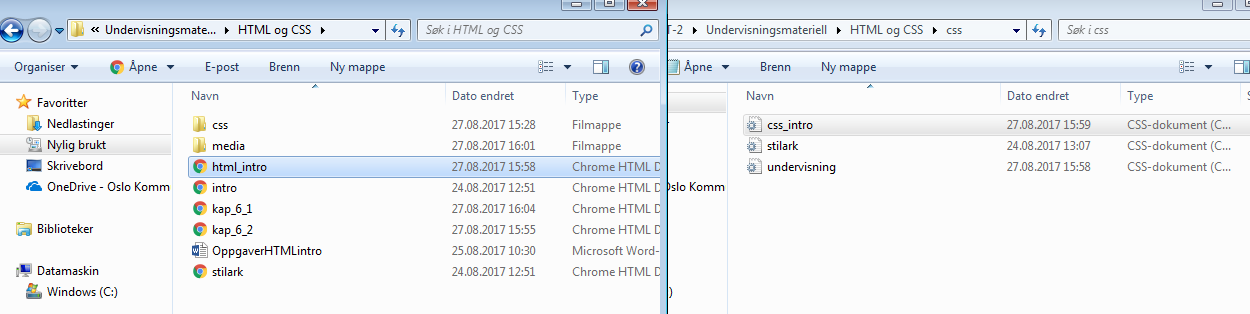 « Undervisningsmate... ▸ HTML og CSS ▸
Søk i HTML og CSS
Organiser Åpne E-post Brenn Ny mappe
Favoritter
Nedlastinger
Nylig brukt
Skrivebord
OneDrive - Oslo Komm
Biblioteker
Datamaskin
Windows (C:)
Navn Dato endret Type
css 27.08.2017 15:28 Filmappe
media 27.08.2017 16:01 Filmappe
html_intro 27.08.2017 15:58 Chrome HTML D
intro 24.08.2017 12:51 Chrome HTML D
kap_6_1 27.08.2017 16:04 Chrome HTML D
kap_6_2 27.08.2017 15:55 Chrome HTML D
OppgaverHTMLintro 25.08.2017 10:30 Microsoft Word-
stilark 24.08.2017 12:51 Chrome HTML D
T-2 ▸ Undervisningsmateriell ▸ HTML og CSS ▸ css
Søk i css
Åpne Brenn Ny mappe
Oslo Komm
)
Navn Dato endret Type S
css_intro 27.08.2017 15:59 CSS-dokument (C...
stilark 24.08.2017 13:07 CSS-dokument (C...
undervisning 27.08.2017 15:58 CSS-dokument (C...